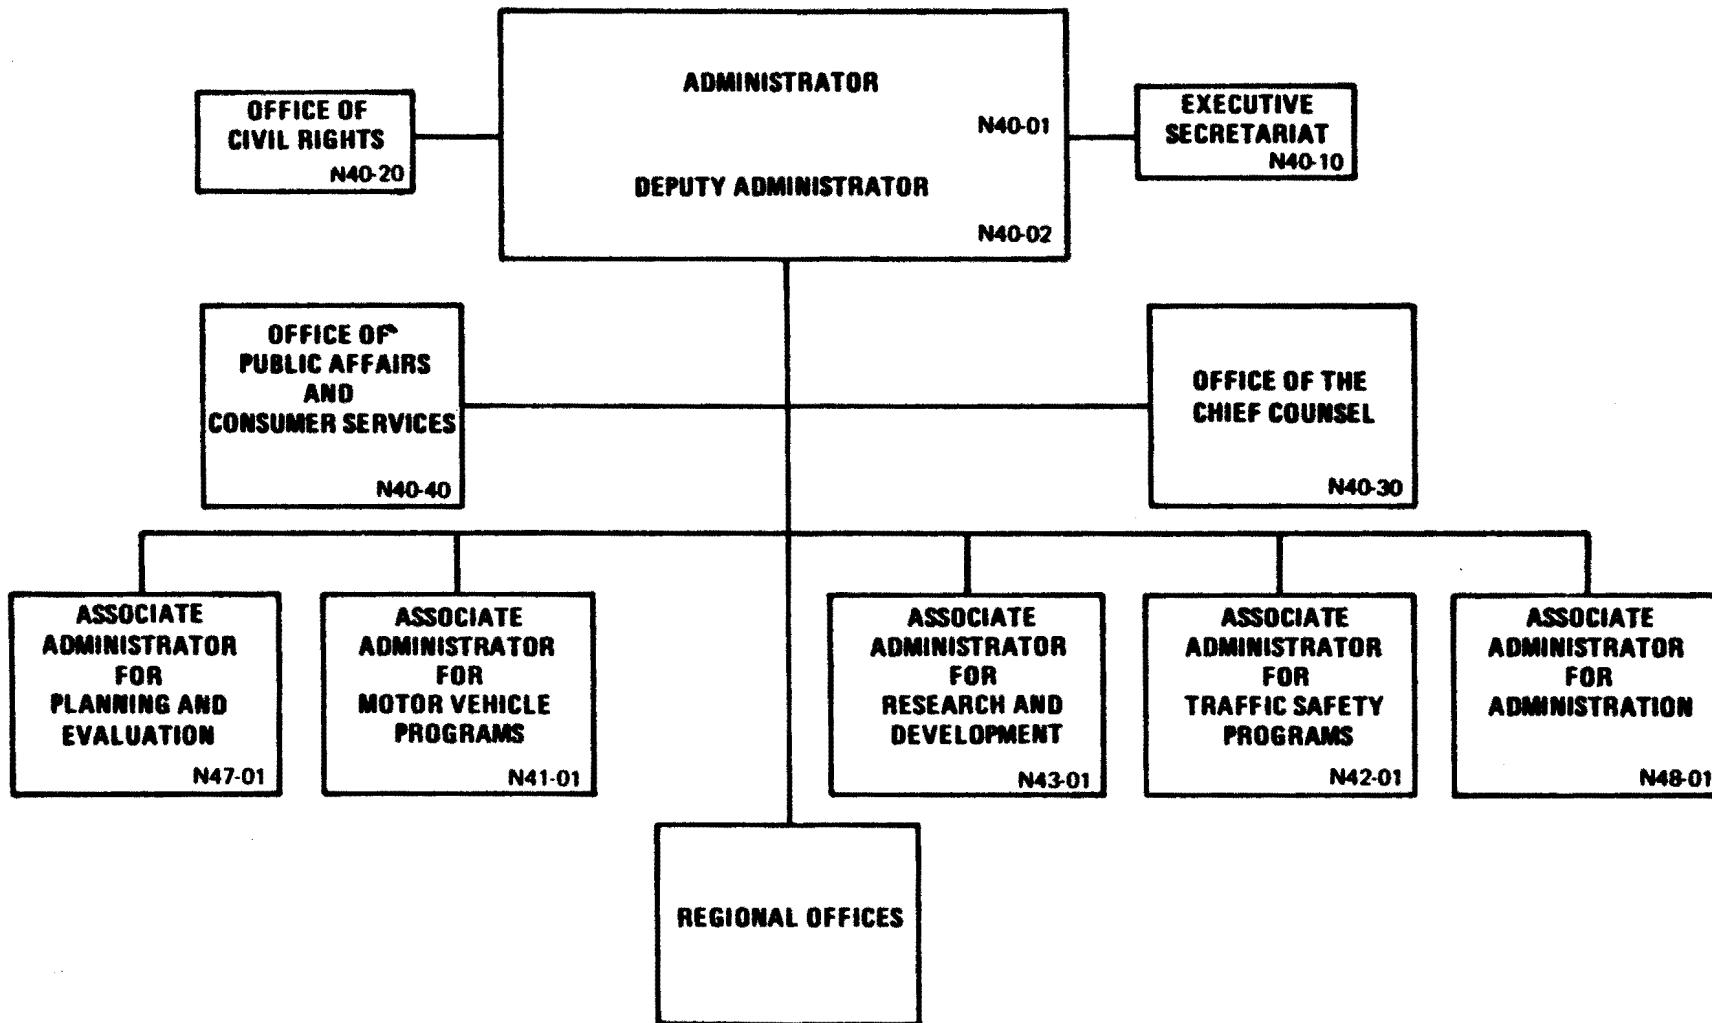 ADMINISTRATOR
N40-01
DEPUTY ADMINISTRATOR
N40-02
OFFICE OF
CIVIL RIGHTS
N40-20
EXECUTIVE
SECRETARIAT
N40-10
OFFICE OF
PUBLIC AFFAIRS
AND
CONSUMER SERVICES
N40-40
OFFICE OF THE
CHIEF COUNSEL
N40-30
ASSOCIATE
ADMINISTRATOR
FOR
PLANNING AND
EVALUATION
N47-01
ASSOCIATE
ADMINISTRATOR
FOR
MOTOR VEHICLE
PROGRAMS
N41-01
ASSOCIATE
ADMINISTRATOR
FOR
RESEARCH AND
DEVELOPMENT
N43-01
ASSOCIATE
ADMINISTRATOR
FOR
TRAFFIC SAFETY
PROGRAMS
N42-01
ASSOCIATE
ADMINISTRATOR
FOR
ADMINISTRATION
N48-01
REGIONAL OFFICES